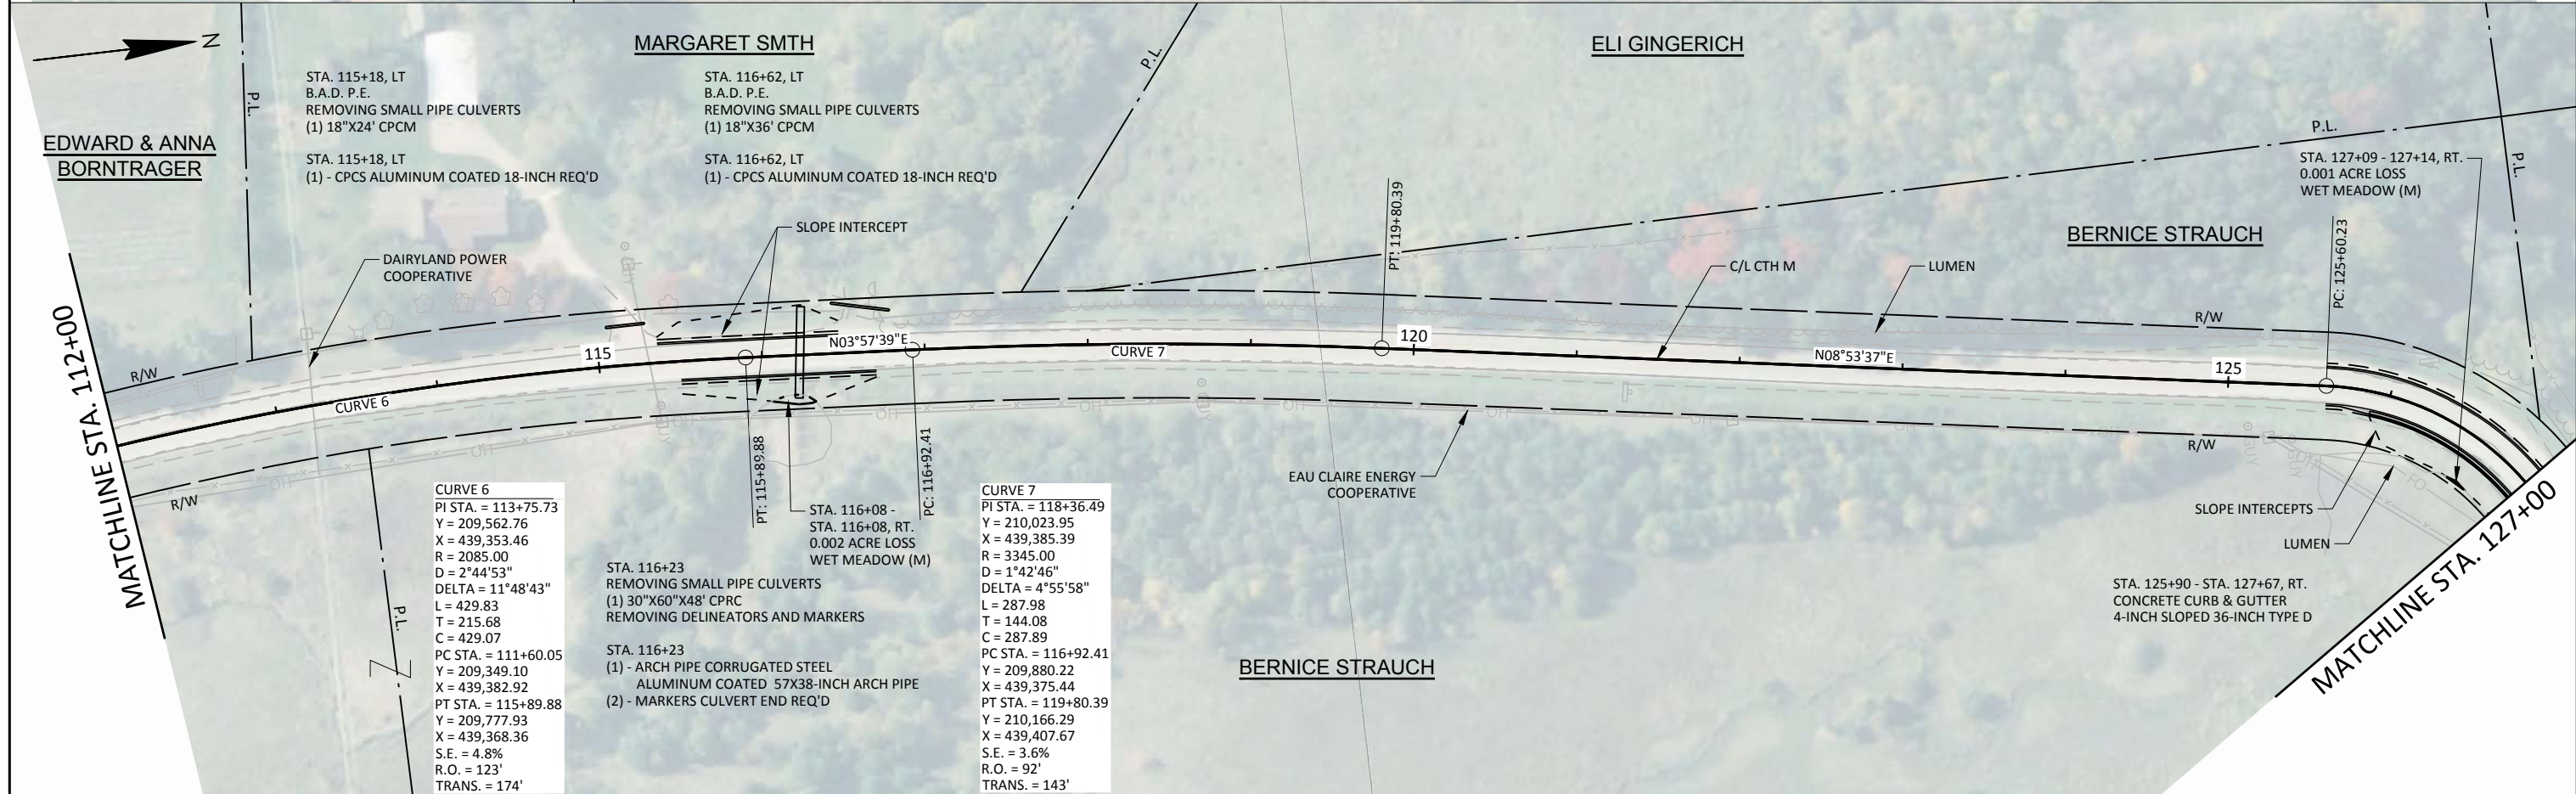 N
MARGARET SMTH
ELI GINGERICH
P.L.
P.L.
P.L.
P.L.
STA. 115+18, LT
B.A.D. P.E.
REMOVING SMALL PIPE CULVERTS
(1) 18"X24' CPCM
STA. 115+18, LT
(1) - CPCS ALUMINUM COATED 18-INCH REQ'D
STA. 116+62, LT
B.A.D. P.E.
REMOVING SMALL PIPE CULVERTS
(1) 18"X36' CPCM
STA. 116+62, LT
(1) - CPCS ALUMINUM COATED 18-INCH REQ'D
EDWARD & ANNA
BORNTRAGER
STA. 127+09 - 127+14, RT.
0.001 ACRE LOSS
WET MEADOW (M)
BERNICE STRAUCH
SLOPE INTERCEPT
DAIRYLAND POWER
COOPERATIVE
PT: 119+80.39
C/L CTH M
LUMEN
PC: 125+60.23
R/W
R/W
MATCHLINE STA. 112+00
115
N03°57'39"E
CURVE 7
120
N08°53'37"E
125
CURVE 6
R/W
R/W
GUY
GUY
GUY
GUY
OH
OH
OH
OH
OH
OH
OH
OH
FO
PT: 115+89.88
PC: 116+92.41
EAU CLAIRE ENERGY
COOPERATIVE
SLOPE INTERCEPTS
LUMEN
MATCHLINE STA. 127+00
P.L.
CURVE 6
PI STA. = 113+75.73
Y = 209,562.76
X = 439,353.46
R = 2085.00
D = 2°44'53"
DELTA = 11°48'43"
L = 429.83
T = 215.68
C = 429.07
PC STA. = 111+60.05
Y = 209,349.10
X = 439,382.92
PT STA. = 115+89.88
Y = 209,777.93
X = 439,368.36
S.E. = 4.8%
R.O. = 123'
TRANS. = 174'
STA. 116+08 -
STA. 116+08, RT.
0.002 ACRE LOSS
WET MEADOW (M)
STA. 116+23
REMOVING SMALL PIPE CULVERTS
(1) 30"X60"X48' CPRC
REMOVING DELINEATORS AND MARKERS
STA. 116+23
(1) - ARCH PIPE CORRUGATED STEEL
ALUMINUM COATED 57X38-INCH ARCH PIPE
(2) - MARKERS CULVERT END REQ'D
CURVE 7
PI STA. = 118+36.49
Y = 210,023.95
X = 439,385.39
R = 3345.00
D = 1°42'46"
DELTA = 4°55'58"
L = 287.98
T = 144.08
C = 287.89
PC STA. = 116+92.41
Y = 209,880.22
X = 439,375.44
PT STA. = 119+80.39
Y = 210,166.29
X = 439,407.67
S.E. = 3.6%
R.O. = 92'
TRANS. = 143'
BERNICE STRAUCH
STA. 125+90 - STA. 127+67, RT.
CONCRETE CURB & GUTTER
4-INCH SLOPED 36-INCH TYPE D